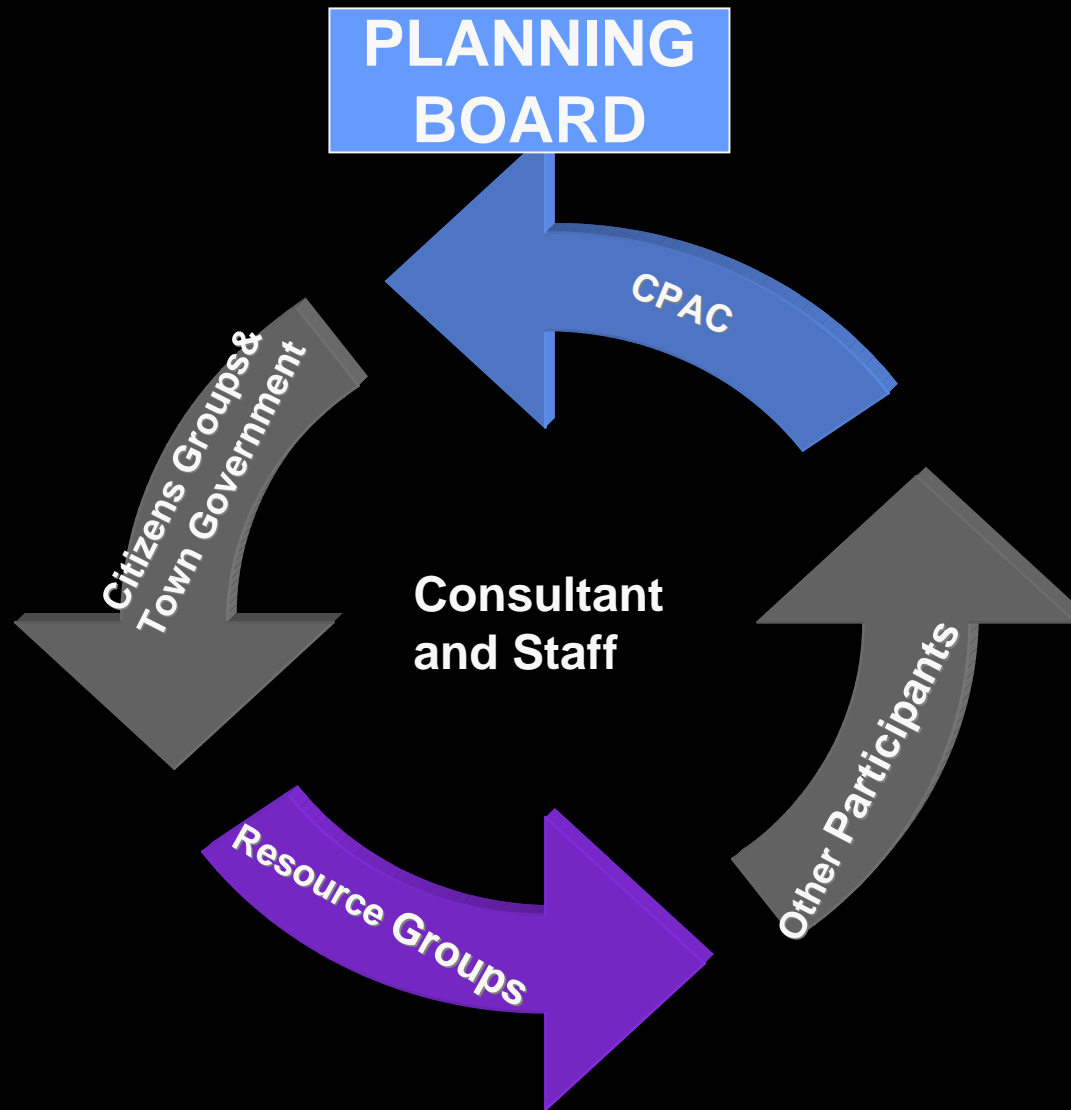 PLANNING
BOARD
CPAC
Citizens Groups&
Town Government
Consultant
and Staff
Other Participants
Resource Groups